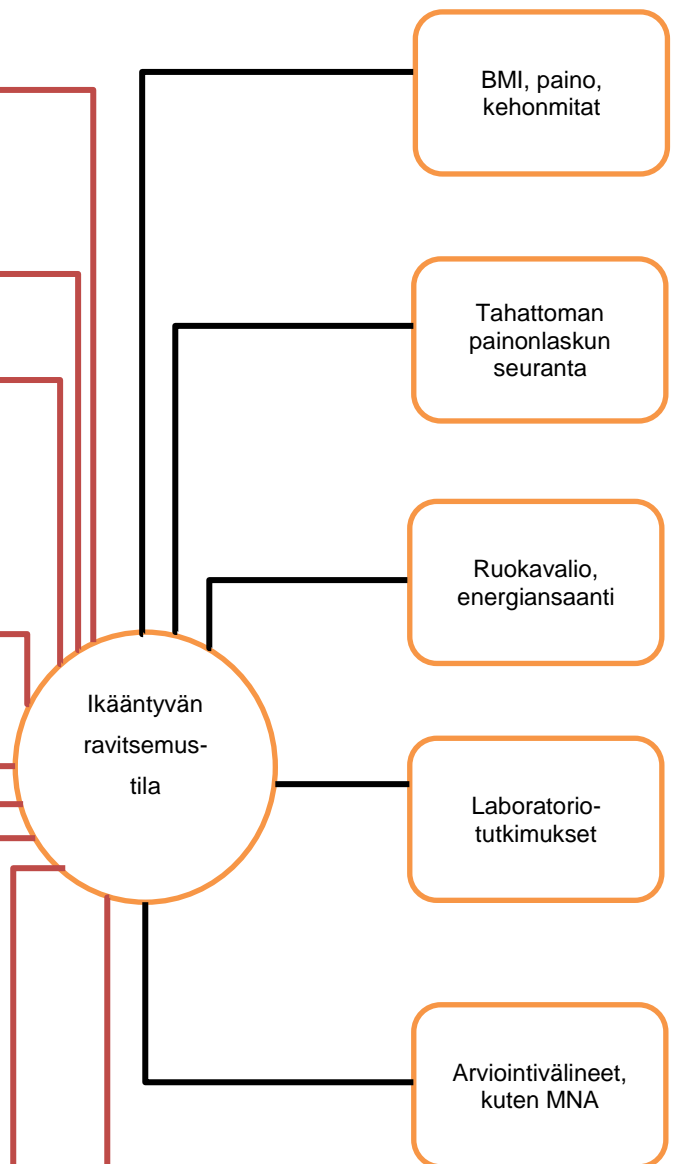 BMI, paino,
kehonmitat
Tahattoman
painonlaskun
seuranta
Ruokavalio,
energiansaanti
Ikääntyvän
ravitsemus-
tila
Laboratorio-
tutkimukset
Arviointivälineet,
kuten MNA